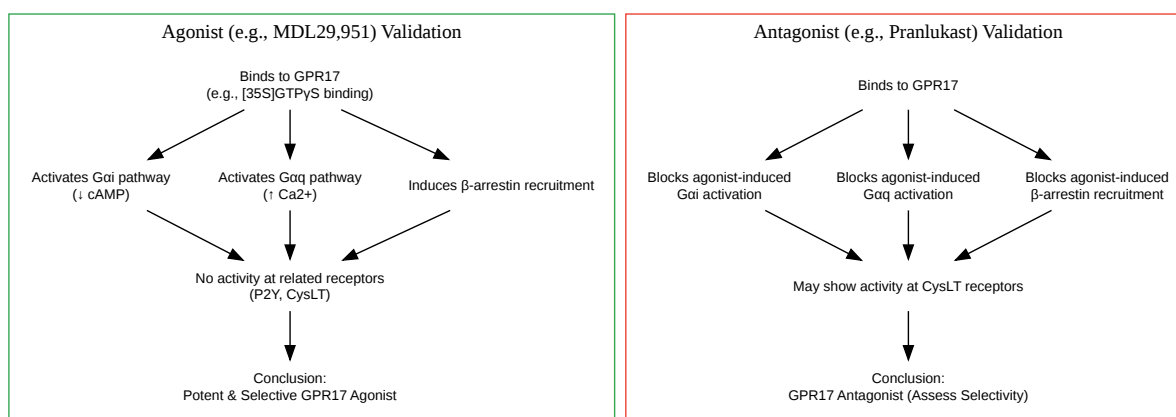 Agonist (e.g., MDL29,951) Validation
Binds to GPR17
(e.g., [35S]GTPγS binding)
Activates Gαi pathway
(↓ cAMP)
Activates Gαq pathway
(↑ Ca2+)
Induces β-arrestin recruitment
No activity at related receptors
(P2Y, CysLT)
Conclusion:
Potent & Selective GPR17 Agonist
Antagonist (e.g., Pranlukast) Validation
Binds to GPR17
Blocks agonist-induced
Gαi activation
Blocks agonist-induced
Gαq activation
Blocks agonist-induced
β-arrestin recruitment
May show activity at CysLT receptors
Conclusion:
GPR17 Antagonist (Assess Selectivity)